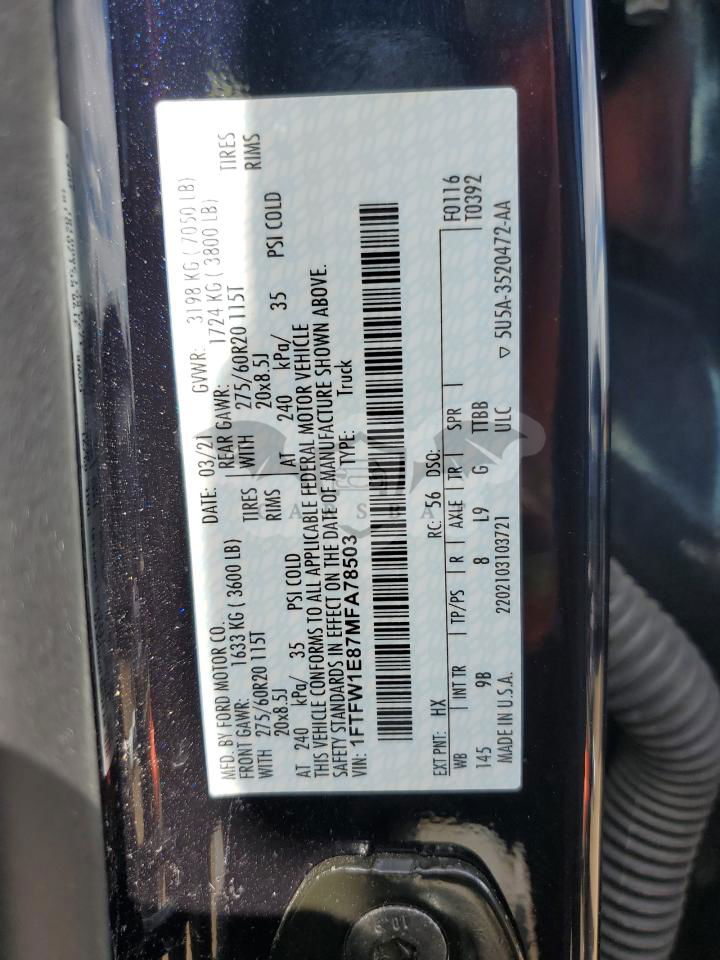 MFD. BY FORD MOTOR CO.
DATE: 03/21
GVWR: 3198 KG ( 7050 LB)
FRONT GAWR: 1633 KG ( 3600 LB)
REAR GAWR: 1724 KG ( 3800 LB)
WITH 275/60R20 115T TIRES
WITH 275/60R20 115T TIRES
20x8.5J RIMS
20x8.5J RIMS
AT 240 kPa/ 35 PSI COLD
AT 240 kPa/ 35 PSI COLD
THIS VEHICLE CONFORMS TO ALL APPLICABLE FEDERAL MOTOR VEHICLE
SAFETY STANDARDS IN EFFECT ON THE DATE OF MANUFACTURE SHOWN ABOVE.
VIN: 1FTFW1E87MFA78503
TYPE: Truck
EXT PNT: HX RC: 56 DSO: F0116
WB INT TR TP/PS R AXLE TR SPR T0392
145 9B 8 L9 G TTBB
MADE IN U.S.A. 2202103103721 ULC ▽ 5U5A-3520472-AA
10.9